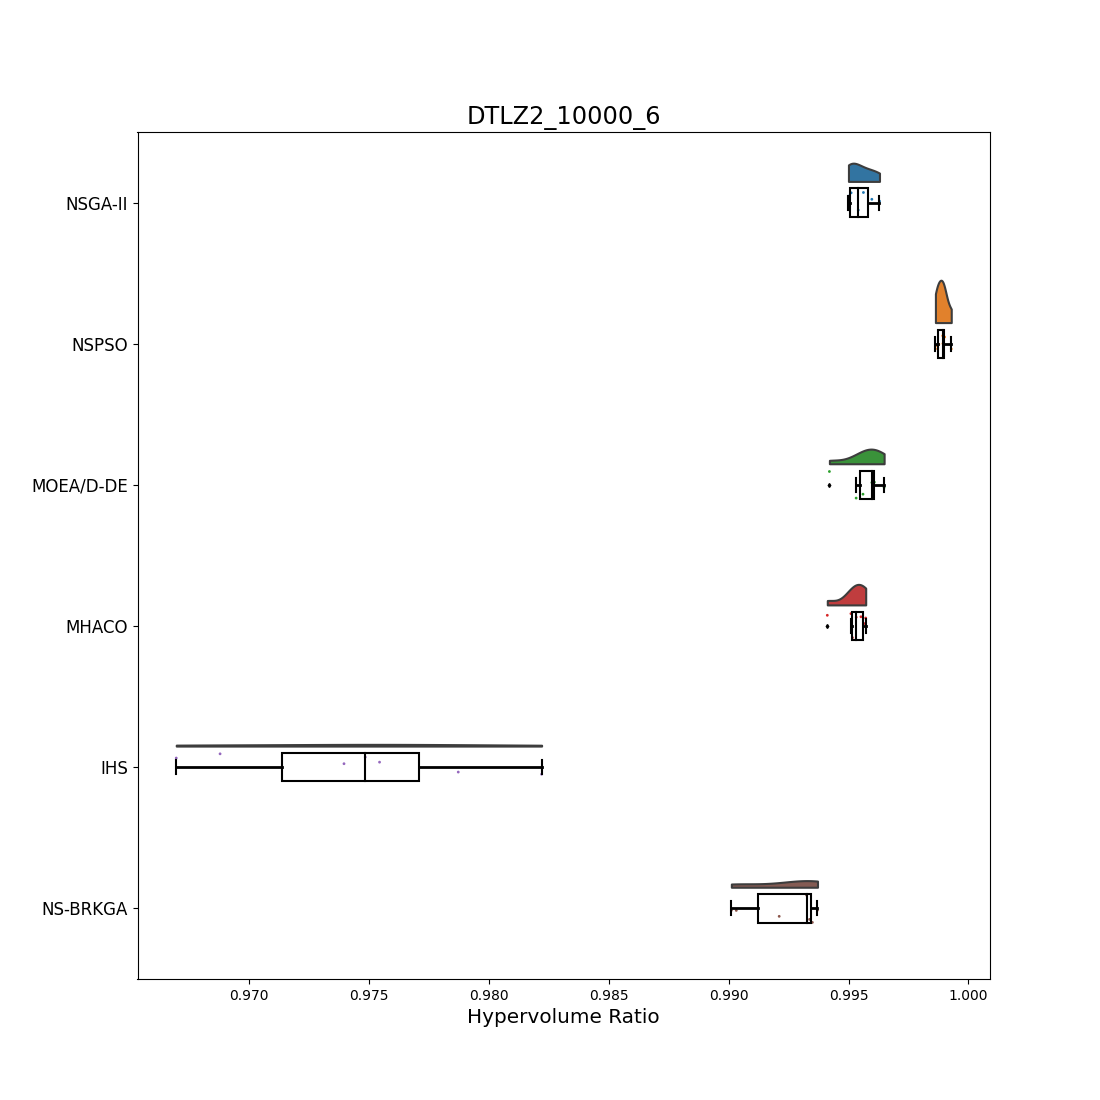 DTLZ2_10000_6
NSGA-II
NSPSO
MOEA/D-DE
MHACO
IHS
NS-BRKGA
0.970 0.975 0.980 0.985 0.990 0.995 1.000
Hypervolume Ratio